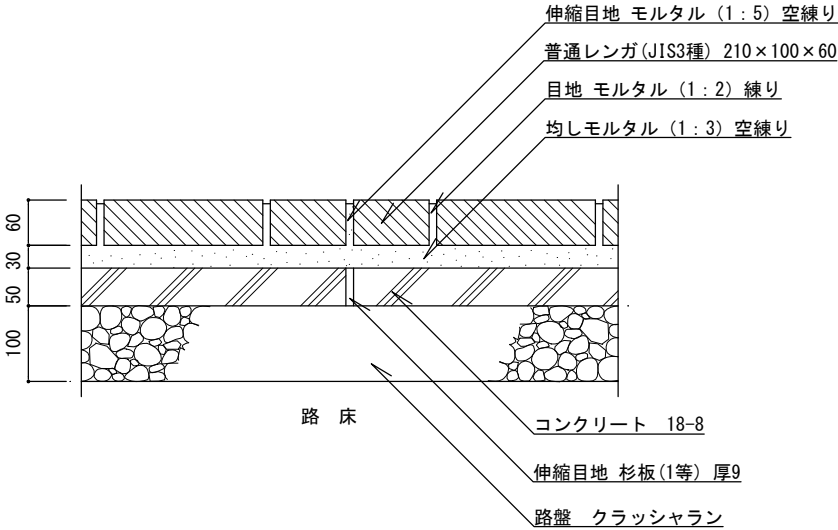 伸縮目地 モルタル (1：5) 空練り
普通レンガ(JIS3種) 210×100×60
目地 モルタル (1：2) 練り
均しモルタル (1：3) 空練り
60
30
50
100
路 床
コンクリート 18-8
伸縮目地 杉板(1等) 厚9
路盤 クラッシャラン